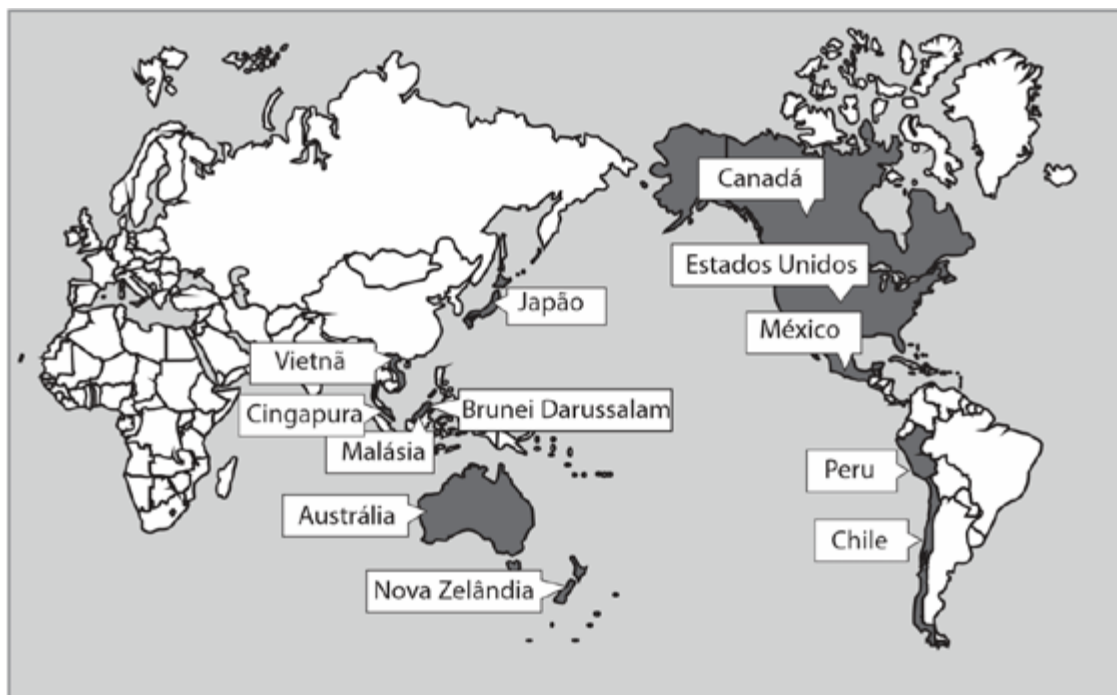 Canadá
Estados Unidos
Japão
México
Vietnã
Cingapura
Brunei Darussalam
Malásia
Peru
Austrália
Chile
Nova Zelândia